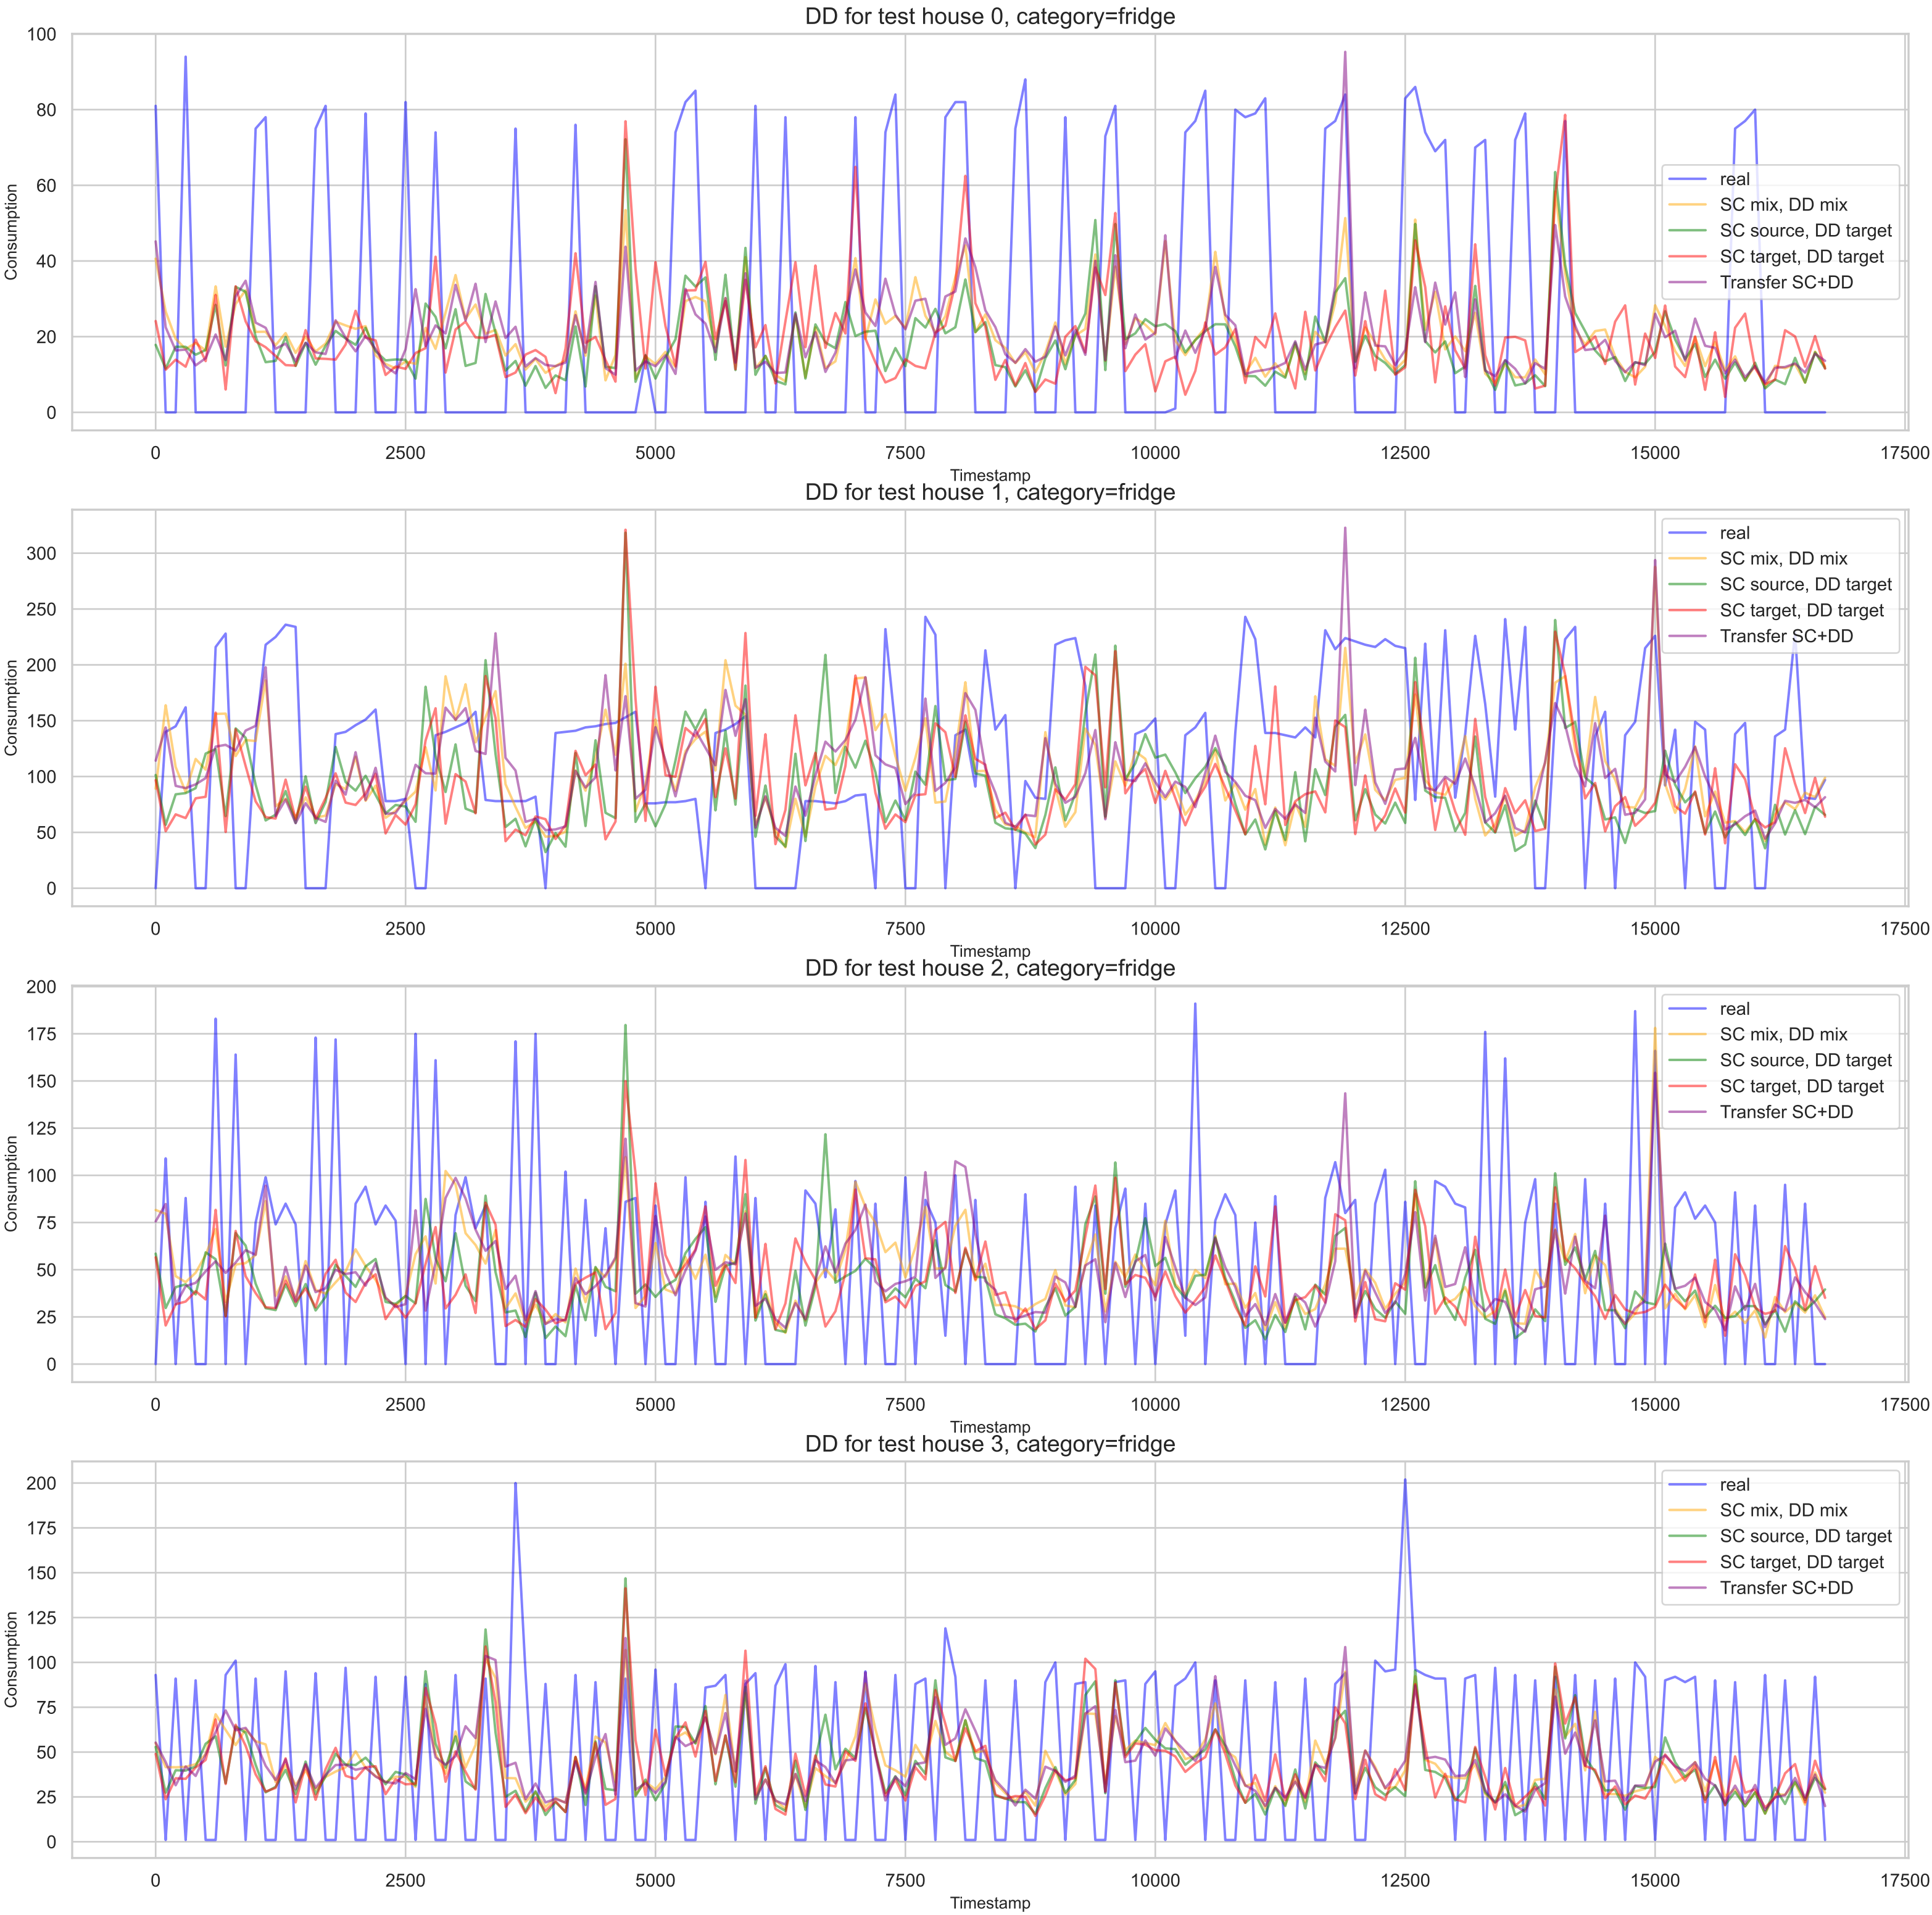 DD for test house 0, category=fridge
100
80
60
40
20
0
Consumption
real
SC mix, DD mix
SC source, DD target
SC target, DD target
Transfer SC+DD
0 2500 5000 7500 10000 12500 15000 17500
Timestamp
DD for test house 1, category=fridge
300
250
200
150
100
50
0
Consumption
real
SC mix, DD mix
SC source, DD target
SC target, DD target
Transfer SC+DD
0 2500 5000 7500 10000 12500 15000 17500
Timestamp
DD for test house 2, category=fridge
200
175
150
125
100
75
50
25
0
Consumption
real
SC mix, DD mix
SC source, DD target
SC target, DD target
Transfer SC+DD
0 2500 5000 7500 10000 12500 15000 17500
Timestamp
DD for test house 3, category=fridge
200
175
150
125
100
75
50
25
0
Consumption
real
SC mix, DD mix
SC source, DD target
SC target, DD target
Transfer SC+DD
0 2500 5000 7500 10000 12500 15000 17500
Timestamp